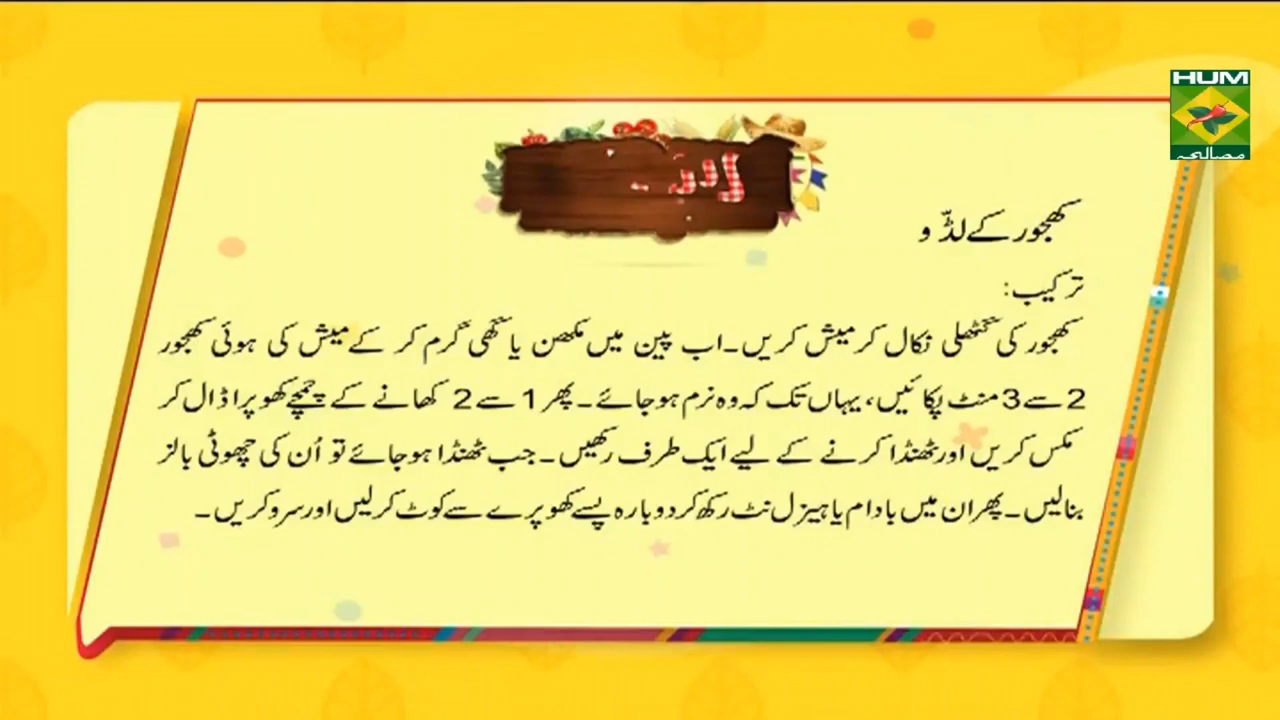 HUM
مصالحہ
کھجور کے لڈّو
ترکیب:
کھجور کی گٹھلی نکال کر میش کریں۔اب پین میں مکھن یا گھی گرم کر کے میش کی ہوئی کھجور
2 سے 3 منٹ پکائیں، یہاں تک کہ وہ نرم ہو جائے۔پھر 1 سے 2 کھانے کے چمچے کھوپرا ڈال کر
مکس کریں اور ٹھنڈا کرنے کے لیے ایک طرف رکھیں۔جب ٹھنڈا ہو جائے تو اُن کی چھوٹی بالز
بنالیں۔پھر ان میں بادام یا ہیزل نٹ رکھ کر دوبارہ پسے کھوپرے سے کوٹ کر لیں اور سرو کریں۔